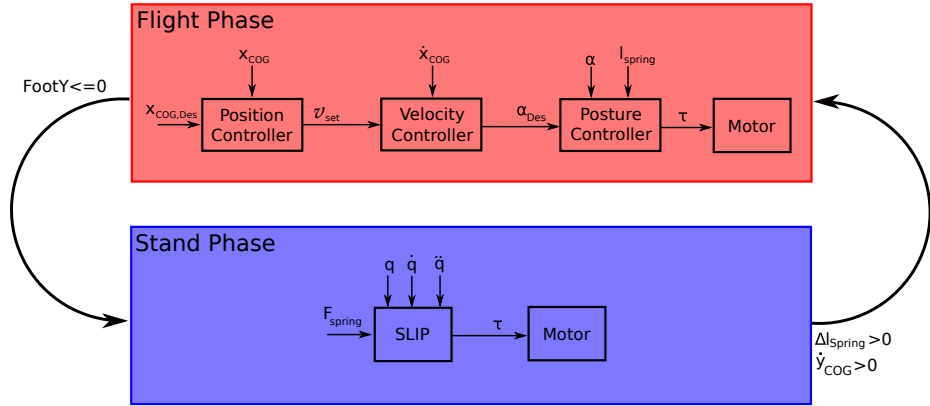 Flight Phase
FootY<=0
x_COG
ẋ_COG
α
l_spring
x_COG,Des
Position
Controller
v_set
Velocity
Controller
α_Des
Posture
Controller
τ
Motor
Stand Phase
q
q̇
q̈
F_spring
SLIP
τ
Motor
Δl_Spring>0
ẏ_COG>0